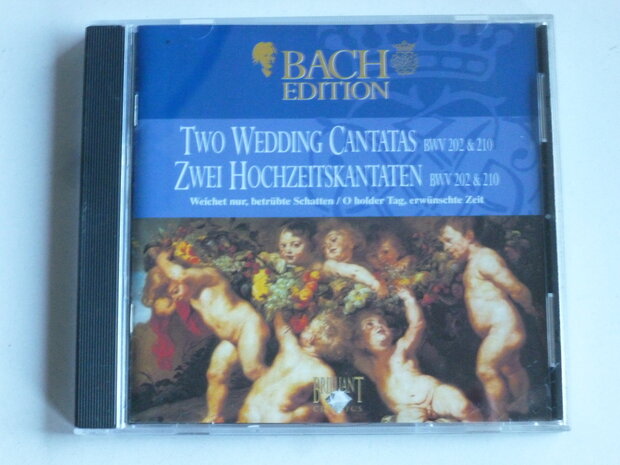 BACH
EDITION
TWO WEDDING CANTATAS BWV 202 & 210
ZWEI HOCHZEITSKANTATEN BWV 202 & 210
Weichet nur, betrübte Schatten / O holder Tag, erwünschte Zeit
BRILLIANT
CLASSICS